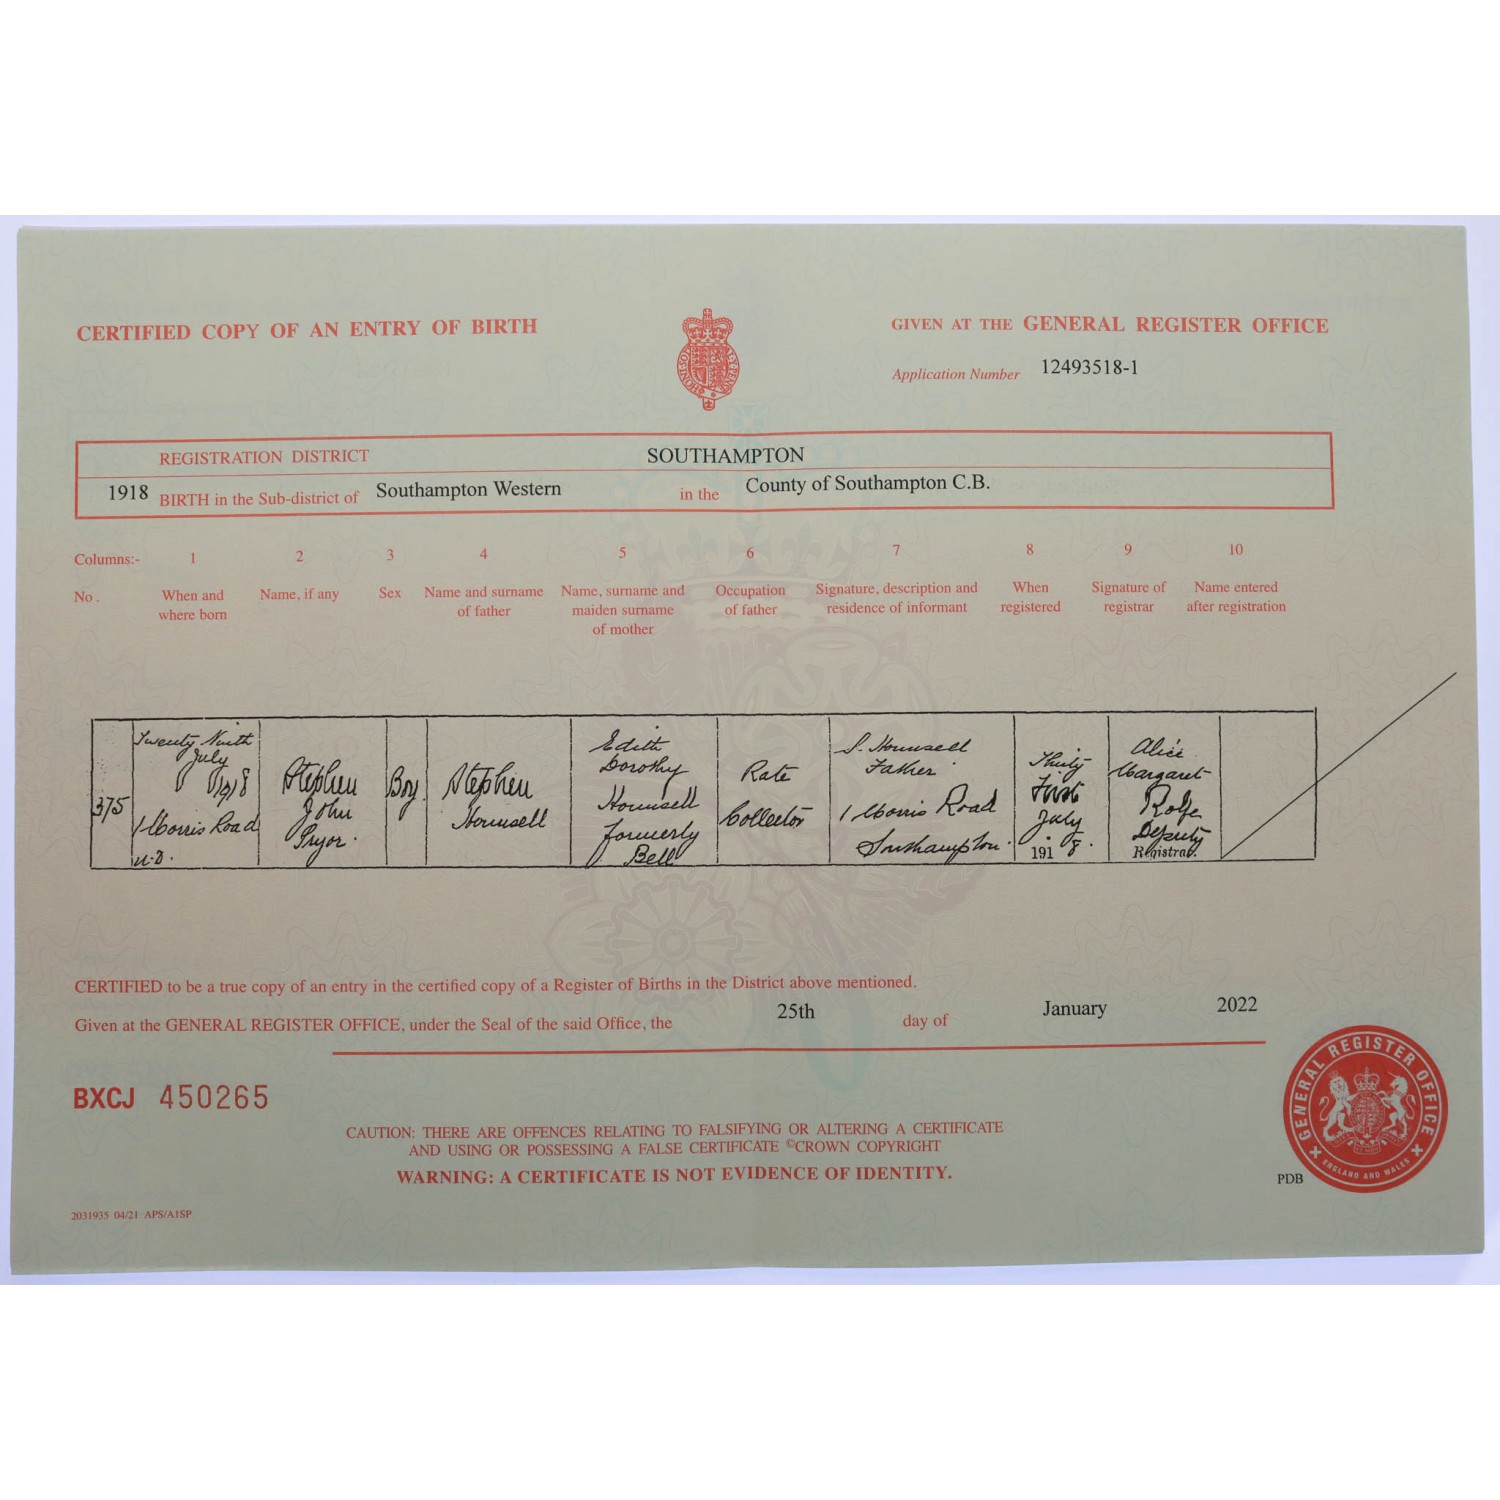 CERTIFIED COPY OF AN ENTRY OF BIRTH
GIVEN AT THE GENERAL REGISTER OFFICE
Application Number 12493518-1
REGISTRATION DISTRICT SOUTHAMPTON
1918 BIRTH in the Sub-district of Southampton Western in the County of Southampton C.B.
Columns:- 1 2 3 4 5 6 7 8 9 10
No. When and where born
Name, if any
Sex
Name and surname of father
Name, surname and maiden surname of mother
Occupation of father
Signature, description and residence of informant
When registered
Signature of registrar
Name entered after registration
375
Twenty Ninth
July
1918
1 Morris Road
U.D.
Stephen
John
Pryor
Boy
Stephen
Hounsell
Edith
Dorothy
Hounsell
formerly
Bell
Rate
Collector
S. Hounsell
Father
1 Morris Road
Southampton.
Thirty
First
July
1918.
Alice
Margaret
Rolfe
Deputy
Registrar.
CERTIFIED to be a true copy of an entry in the certified copy of a Register of Births in the District above mentioned.
Given at the GENERAL REGISTER OFFICE, under the Seal of the said Office, the 25th day of January 2022
BXCJ 450265
CAUTION: THERE ARE OFFENCES RELATING TO FALSIFYING OR ALTERING A CERTIFICATE
AND USING OR POSSESSING A FALSE CERTIFICATE ©CROWN COPYRIGHT
WARNING: A CERTIFICATE IS NOT EVIDENCE OF IDENTITY.
GENERAL REGISTER OFFICE
ENGLAND AND WALES
PDB
2031935 04/21 APS/A1SP